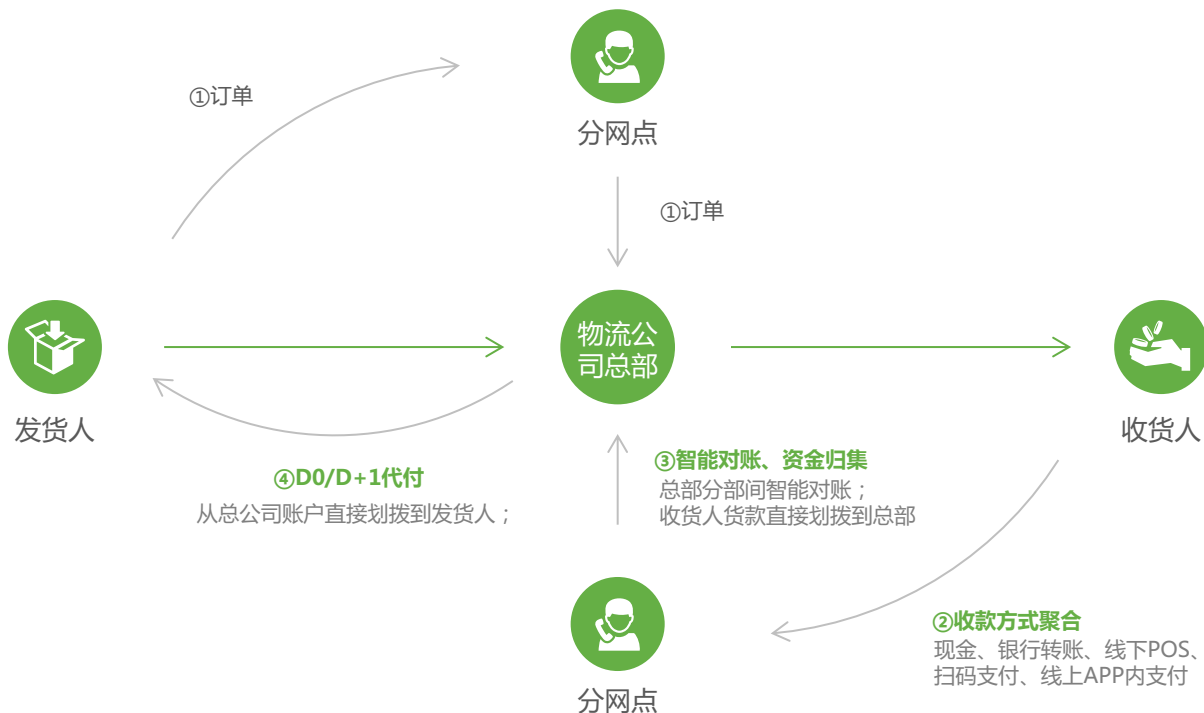 ①订单
分网点
①订单
物流公
司总部
发货人
收货人
④D0/D+1代付
从总公司账户直接划拨到发货人；
③智能对账、资金归集
总部分部间智能对账；
收货人货款直接划拨到总部
②收款方式聚合
现金、银行转账、线下POS、
扫码支付、线上APP内支付
分网点